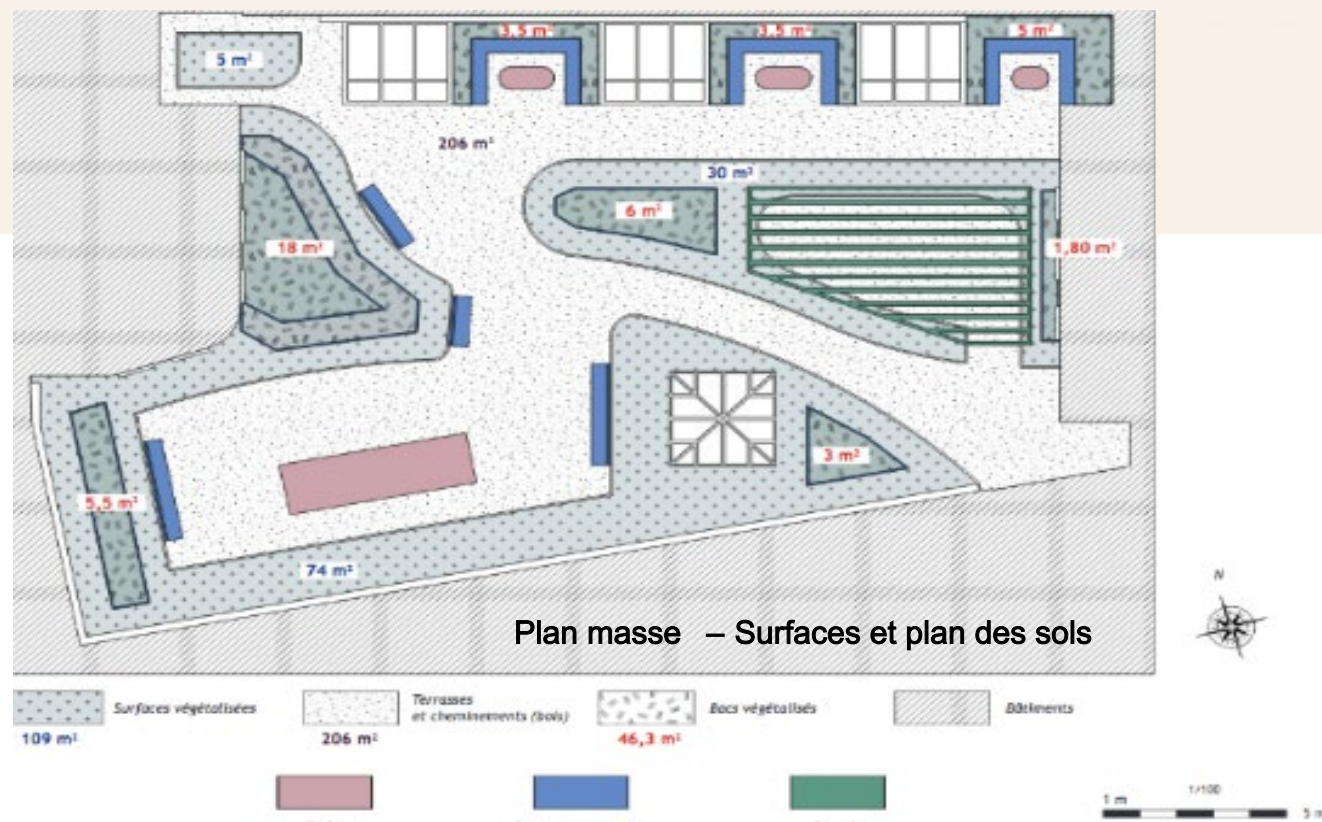 3,5 m²
3,5 m²
5 m²
5 m²
206 m²
30 m²
6 m²
18 m²
1,80 m²
3 m²
5,5 m²
74 m²
N
Plan masse – Surfaces et plan des sols
Surfaces végétalisées
109 m²
Terrasses
et cheminements (bois)
206 m²
Bacs végétalisés
46,3 m²
Bâtiments
1/100
1 m
5 m